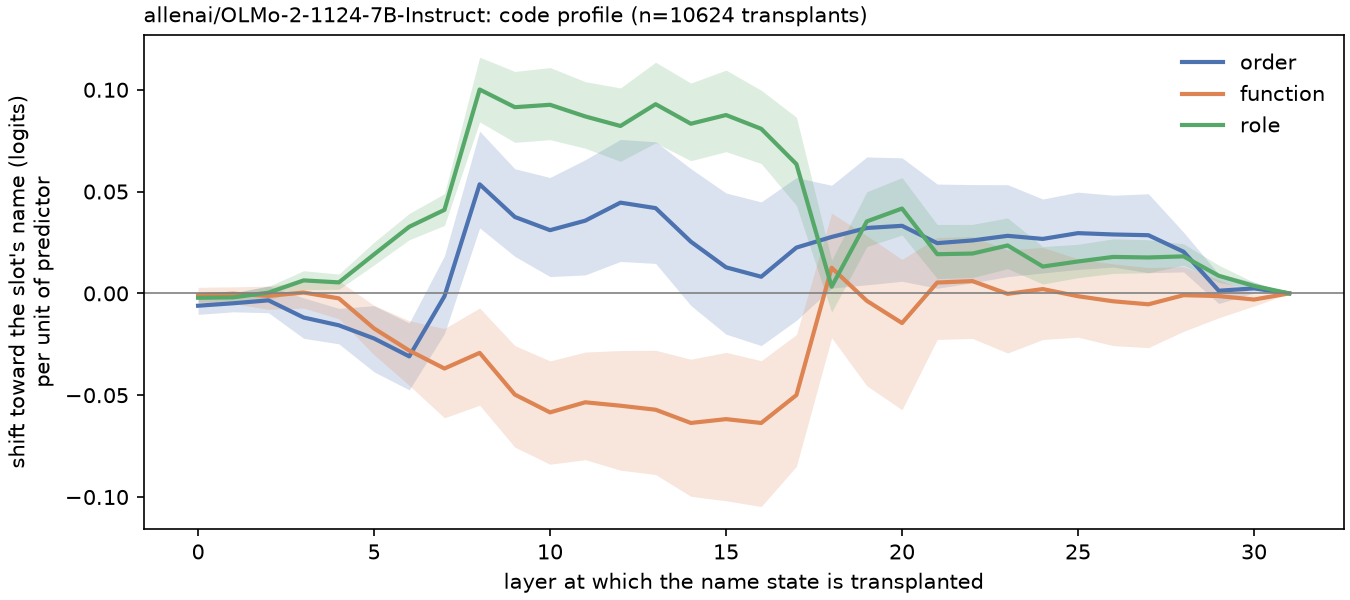 allenai/OLMo-2-1124-7B-Instruct: code profile (n=10624 transplants)
shift toward the slot's name (logits)
per unit of predictor
0.10
0.05
0.00
−0.05
−0.10
order
function
role
0 5 10 15 20 25 30
layer at which the name state is transplanted